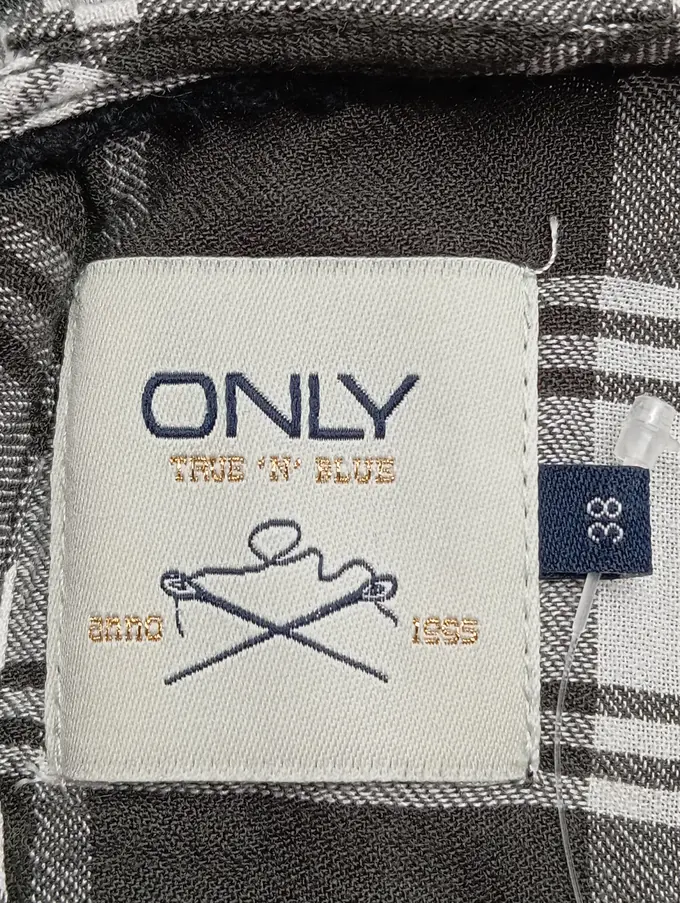 ONLY
TRUE 'N' BLUE
anno 1995
38